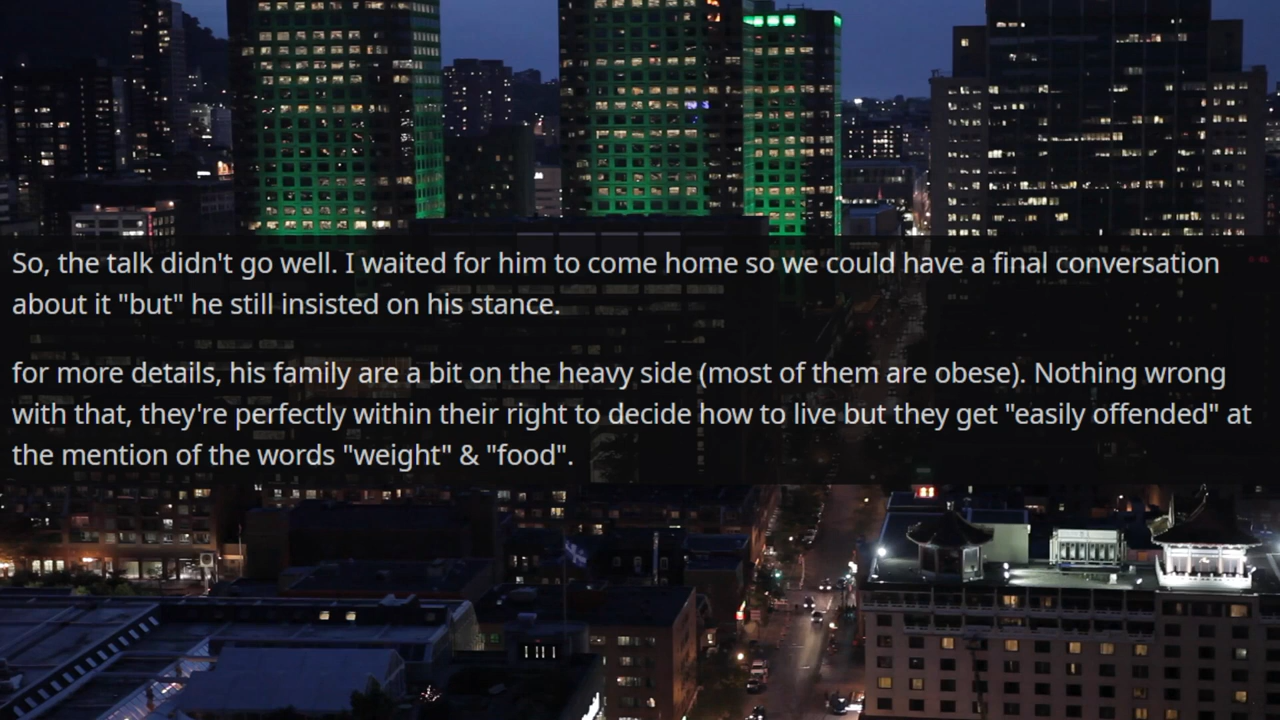 So, the talk didn't go well. I waited for him to come home so we could have a final conversation
about it "but" he still insisted on his stance.
for more details, his family are a bit on the heavy side (most of them are obese). Nothing wrong
with that, they're perfectly within their right to decide how to live but they get "easily offended" at
the mention of the words "weight" & "food".